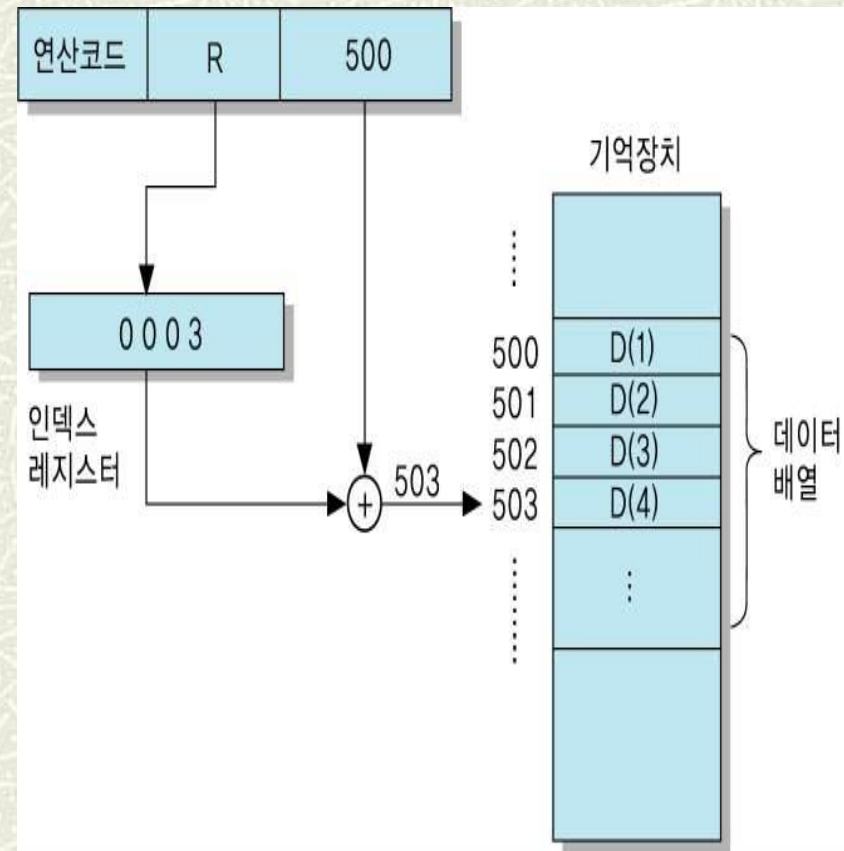 연산코드 R 500
기억장치
0 0 0 3
인덱스
레지스터
+
503
500 D(1)
501 D(2)
502 D(3)
503 D(4)
데이터
배열